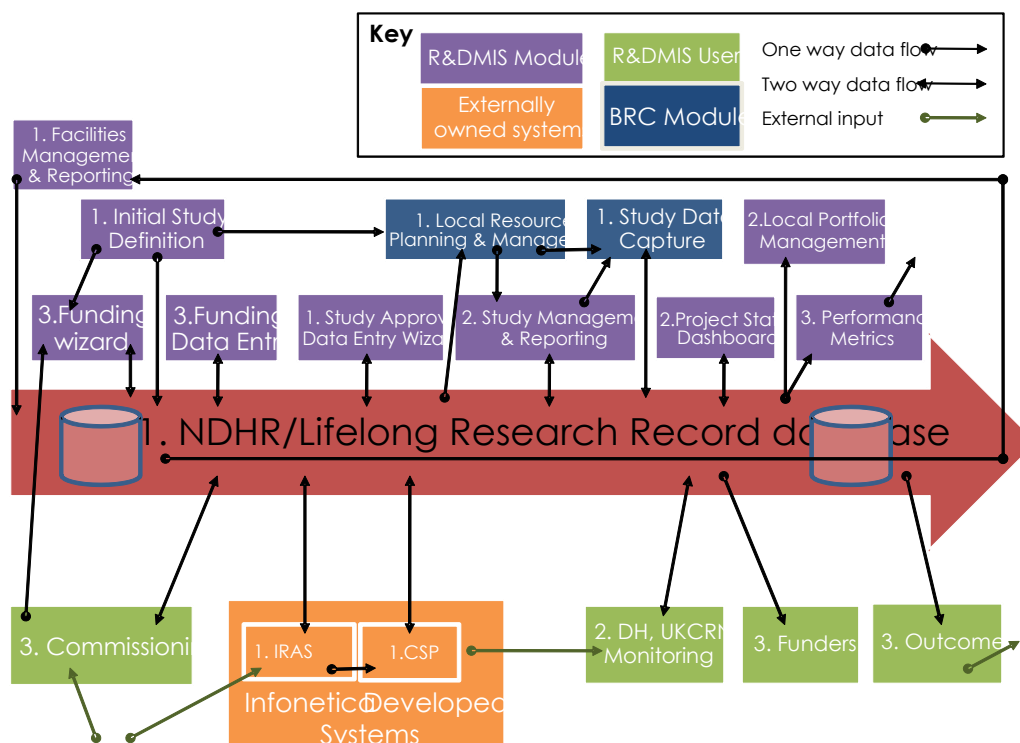 Key
R&DMIS Module
R&DMIS User
One way data flow
Two way data flow
Externally
owned systems
BRC Module
External input
1. Facilities
Management
& Reporting
1. Initial Study
Definition
1. Local Resource
Planning & Manage
1. Study Data
Capture
2.Local Portfolio
Management
3.Funding
wizard
3.Funding
Data Entr
1. Study Approv
Data Entry Wiza
2. Study Manageme
& Reporting
2.Project Stat
Dashboard
3. Performanc
Metrics
1. NDHR/Lifelong Research Record database
3. Commissioni
1. IRAS
1.CSP
Infonetica Developed
Systems
2. DH, UKCRN
Monitoring
3. Funders
3. Outcome